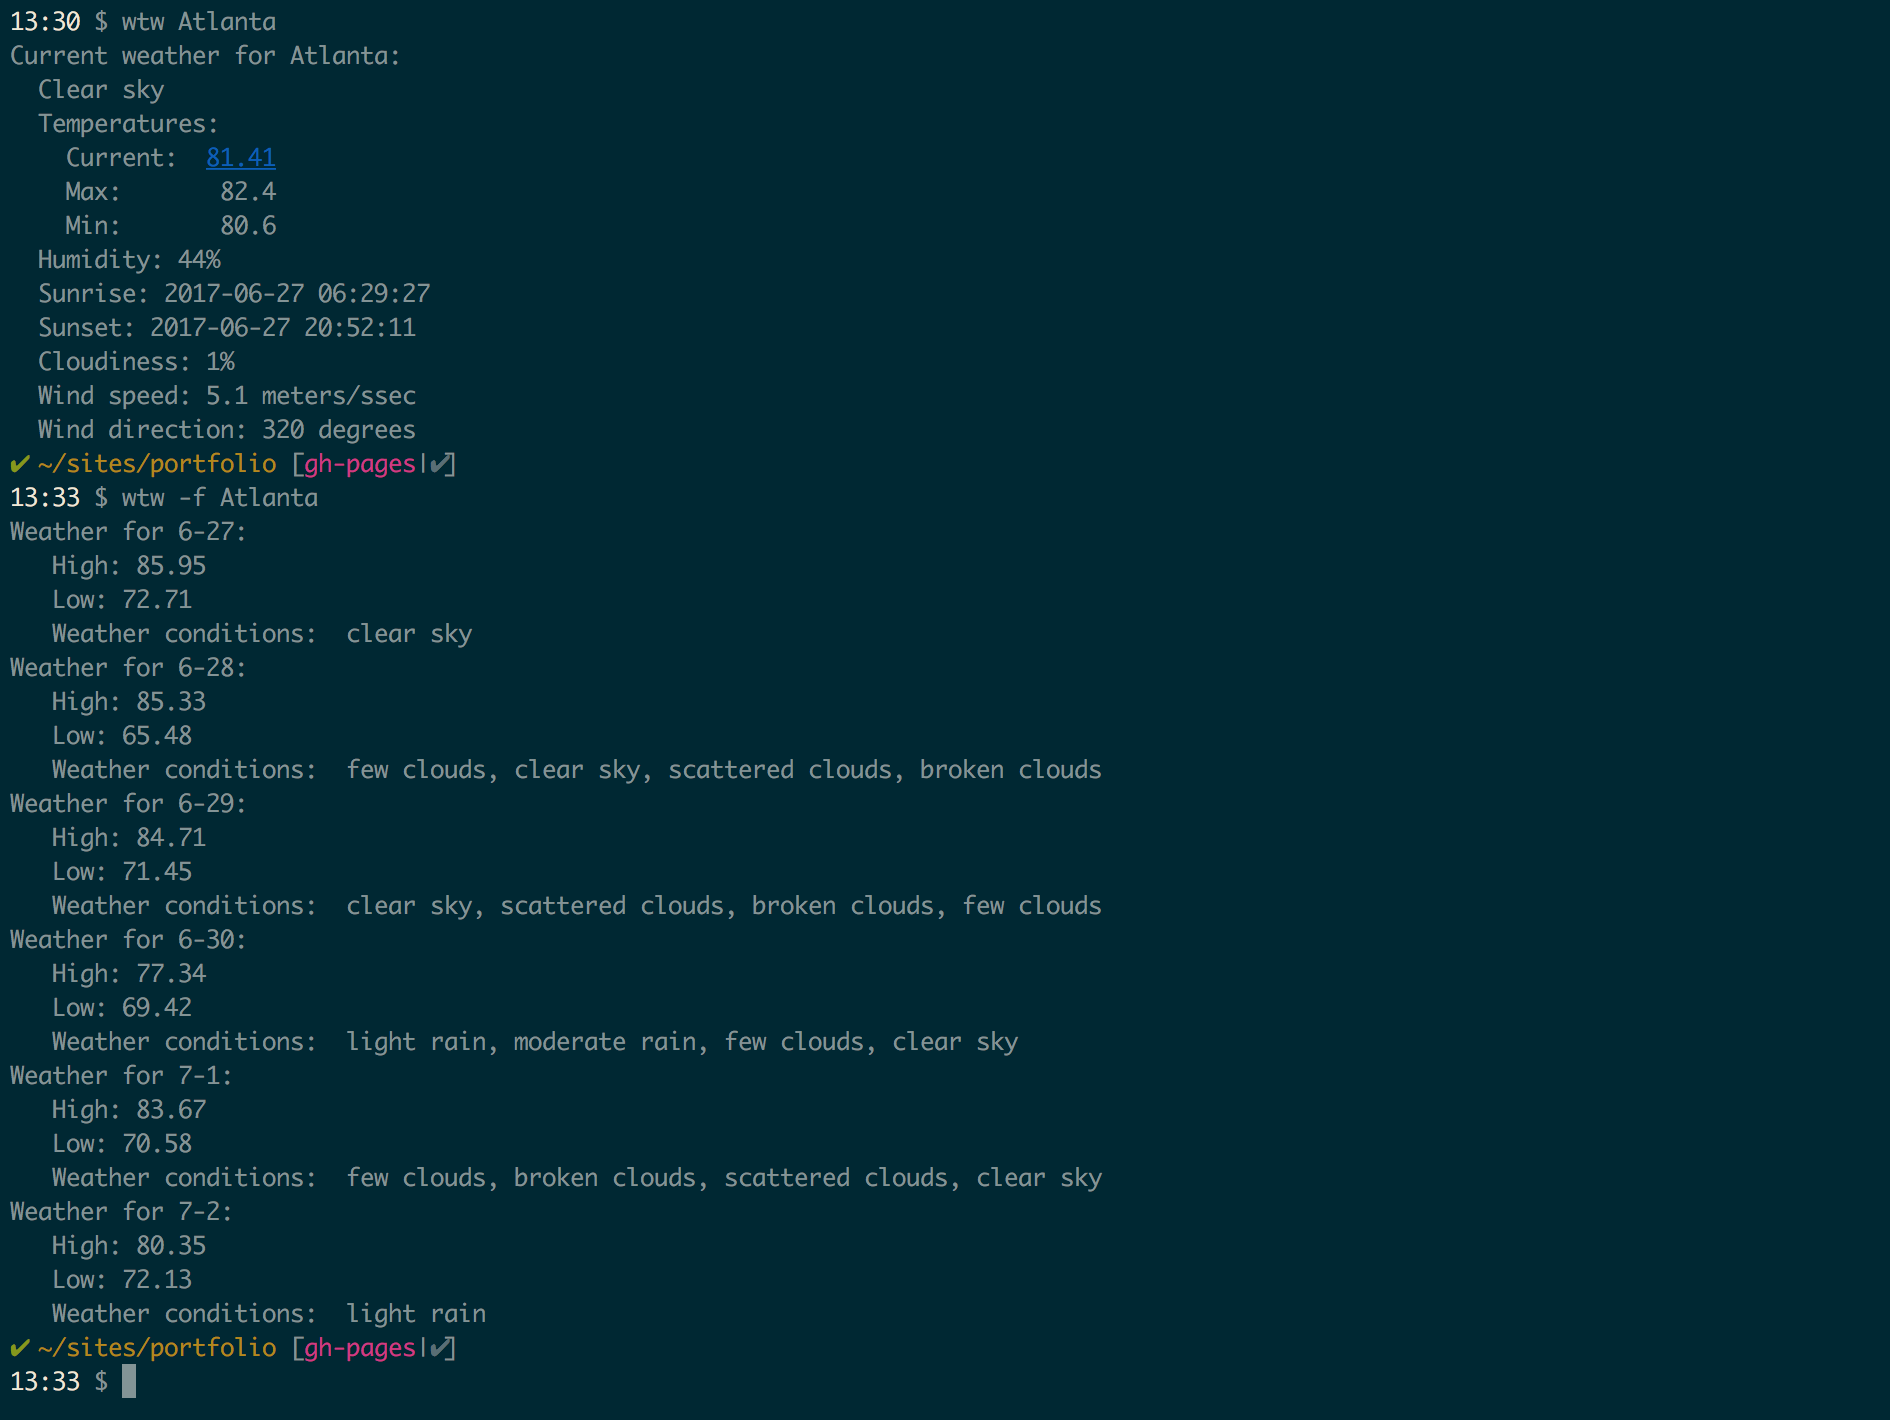 13:30 $ wtw Atlanta
Current weather for Atlanta:
  Clear sky
  Temperatures:
    Current:  81.41
    Max:       82.4
    Min:       80.6
  Humidity: 44%
  Sunrise: 2017-06-27 06:29:27
  Sunset: 2017-06-27 20:52:11
  Cloudiness: 1%
  Wind speed: 5.1 meters/ssec
  Wind direction: 320 degrees
✔ ~/sites/portfolio [gh-pages|✔]
13:33 $ wtw -f Atlanta
Weather for 6-27:
   High: 85.95
   Low: 72.71
   Weather conditions:  clear sky
Weather for 6-28:
   High: 85.33
   Low: 65.48
   Weather conditions:  few clouds, clear sky, scattered clouds, broken clouds
Weather for 6-29:
   High: 84.71
   Low: 71.45
   Weather conditions:  clear sky, scattered clouds, broken clouds, few clouds
Weather for 6-30:
   High: 77.34
   Low: 69.42
   Weather conditions:  light rain, moderate rain, few clouds, clear sky
Weather for 7-1:
   High: 83.67
   Low: 70.58
   Weather conditions:  few clouds, broken clouds, scattered clouds, clear sky
Weather for 7-2:
   High: 80.35
   Low: 72.13
   Weather conditions:  light rain
✔ ~/sites/portfolio [gh-pages|✔]
13:33 $